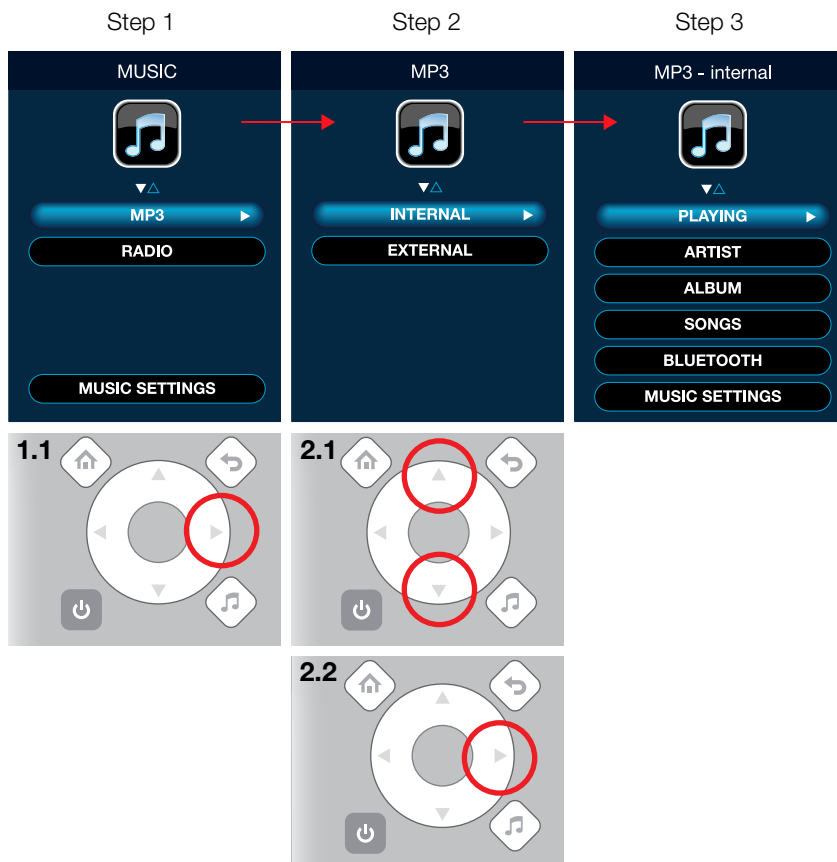 Step 1
Step 2
Step 3
MUSIC
MP3
RADIO
MUSIC SETTINGS
MP3
INTERNAL
EXTERNAL
MP3 - internal
PLAYING
ARTIST
ALBUM
SONGS
BLUETOOTH
MUSIC SETTINGS
1.1
2.1
2.2